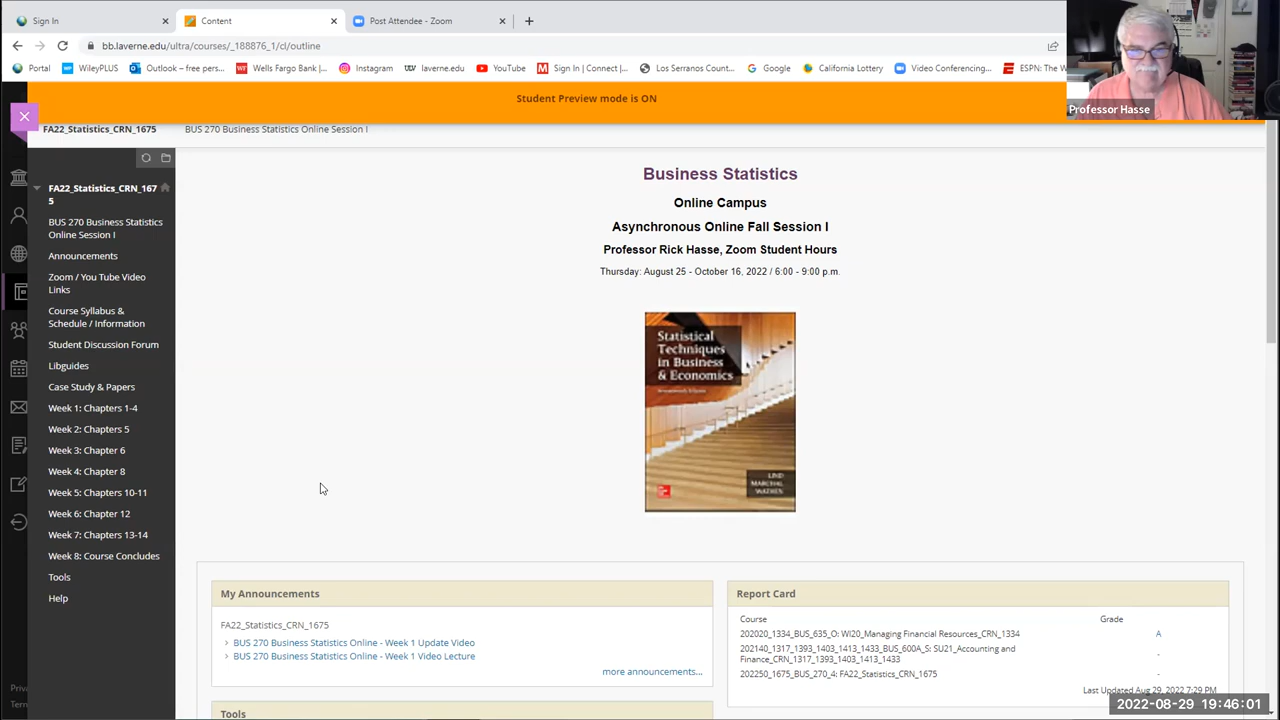 Sign In
Content
Post Attendee - Zoom
bb.laverne.edu/ultra/courses/_188876_1/cl/outline
Portal
WileyPLUS
Outlook – free pers...
Wells Fargo Bank |...
Instagram
laverne.edu
YouTube
Sign In | Connect |...
Los Serranos Count...
Google
California Lottery
Video Conferencing...
ESPN: The W
Professor Hasse
Student Preview mode is ON
FA22_Statistics_CRN_1675
BUS 270 Business Statistics Online Session I
FA22_Statistics_CRN_167
5
BUS 270 Business Statistics
Online Session I
Announcements
Zoom / You Tube Video
Links
Course Syllabus &
Schedule / Information
Student Discussion Forum
Libguides
Case Study & Papers
Week 1: Chapters 1-4
Week 2: Chapters 5
Week 3: Chapter 6
Week 4: Chapter 8
Week 5: Chapters 10-11
Week 6: Chapter 12
Week 7: Chapters 13-14
Week 8: Course Concludes
Tools
Help
Priva
Term
Business Statistics
Online Campus
Asynchronous Online Fall Session I
Professor Rick Hasse, Zoom Student Hours
Thursday: August 25 - October 16, 2022 / 6:00 - 9:00 p.m.
Statistical
Techniques
in Business
& Economics
LIND
MARCHAL
WATHEN
My Announcements
FA22_Statistics_CRN_1675
BUS 270 Business Statistics Online - Week 1 Update Video
BUS 270 Business Statistics Online - Week 1 Video Lecture
more announcements...
Tools
Report Card
Course Grade
202020_1334_BUS_635_O: WI20_Managing Financial Resources_CRN_1334 A
202140_1317_1393_1403_1413_1433_BUS_600A_S: SU21_Accounting and
Finance_CRN_1317_1393_1403_1413_1433 -
202250_1675_BUS_270_4: FA22_Statistics_CRN_1675 -
Last Updated Aug 29, 2022 7:29 PM
2022-08-29 19:46:01